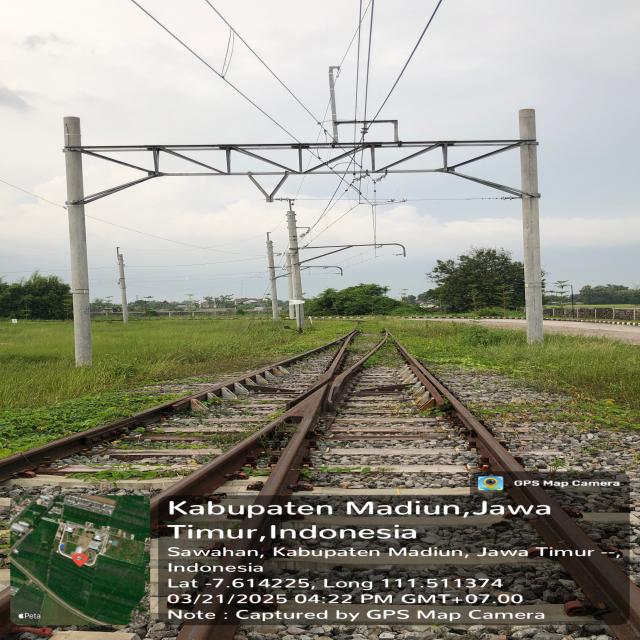 GPS Map Camera
Kabupaten Madiun,Jawa
Timur,Indonesia
Sawahan, Kabupaten Madiun, Jawa Timur --,
Indonesia
Lat -7.614225, Long 111.511374
03/21/2025 04:22 PM GMT+07:00
Note : Captured by GPS Map Camera
Peta